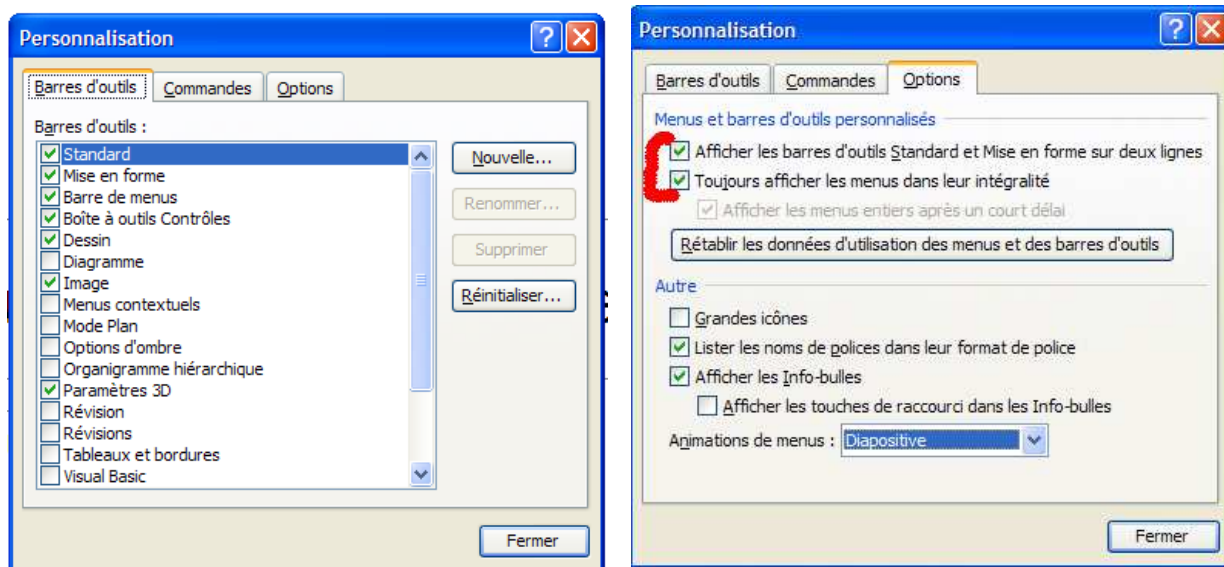 Personnalisation
Barres d'outils Commandes Options
Barres d'outils :
Standard
Mise en forme
Barre de menus
Boîte à outils Contrôles
Dessin
Diagramme
Image
Menus contextuels
Mode Plan
Options d'ombre
Organigramme hiérarchique
Paramètres 3D
Révision
Révisions
Tableaux et bordures
Visual Basic
Nouvelle...
Renommer...
Supprimer
Réinitialiser...
Fermer
Personnalisation
Barres d'outils Commandes Options
Menus et barres d'outils personnalisés
Afficher les barres d'outils Standard et Mise en forme sur deux lignes
Toujours afficher les menus dans leur intégralité
Afficher les menus entiers après un court délai
Rétablir les données d'utilisation des menus et des barres d'outils
Autre
Grandes icônes
Lister les noms de polices dans leur format de police
Afficher les Info-bulles
Afficher les touches de raccourci dans les Info-bulles
Animations de menus : Diapositive
Fermer